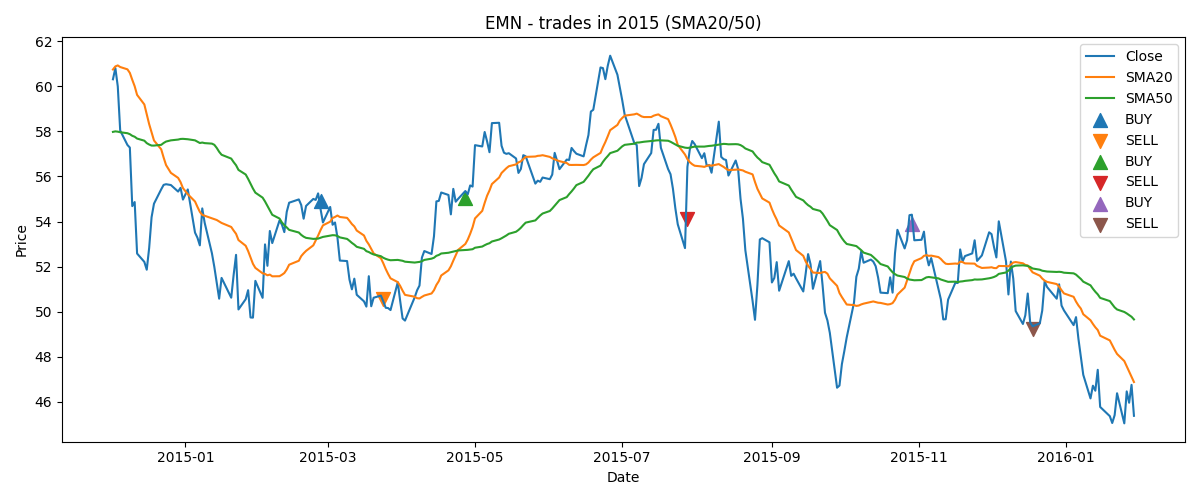 EMN - trades in 2015 (SMA20/50)
62
60
58
56
54
52
50
48
46
Price
Close
SMA20
SMA50
BUY
SELL
BUY
SELL
BUY
SELL
2015-01
2015-03
2015-05
2015-07
2015-09
2015-11
2016-01
Date